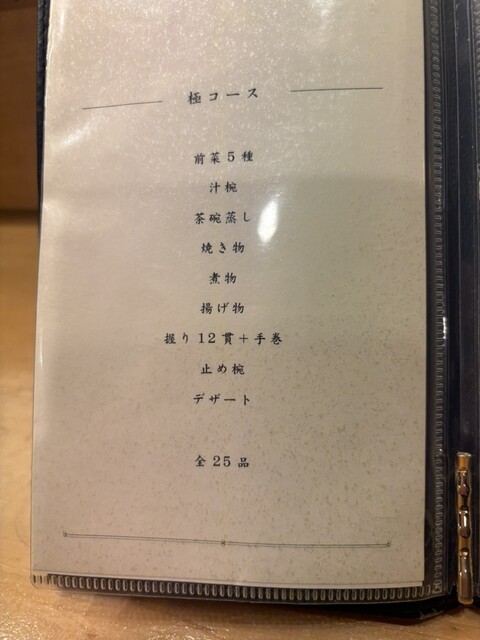 極コース
前菜5種
汁椀
茶碗蒸し
焼き物
煮物
揚げ物
握り12貫+手巻
止め椀
デザート
全25品